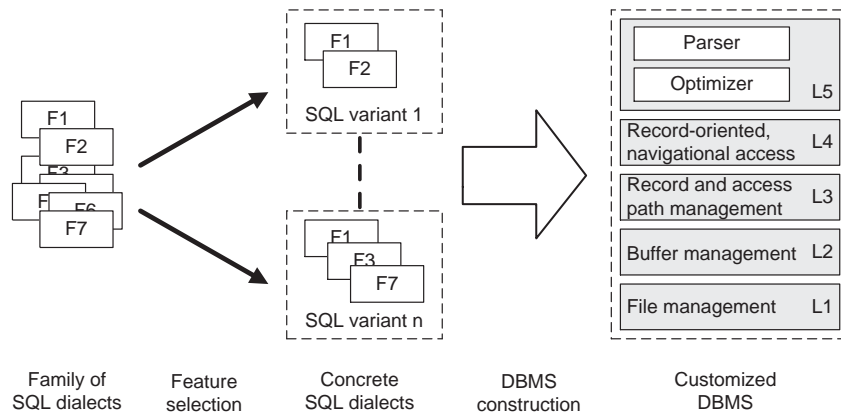 F1
F2
F3
F6
F7
F1
F2
SQL variant 1
F1
F3
F7
SQL variant n
Parser
Optimizer
L5
Record-oriented,
navigational access
L4
Record and access
path management
L3
Buffer management
L2
File management
L1
Family of
SQL dialects
Feature
selection
Concrete
SQL dialects
DBMS
construction
Customized
DBMS